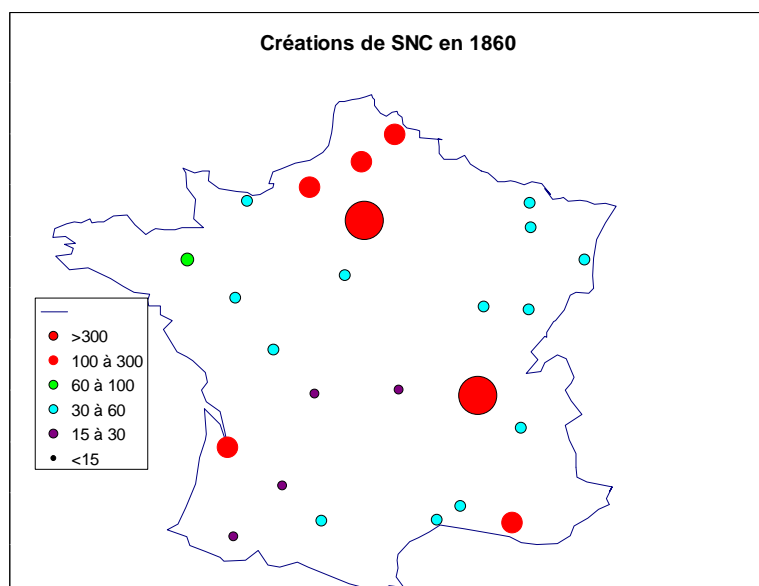 Créations de SNC en 1860
>300
100 à 300
60 à 100
30 à 60
15 à 30
<15